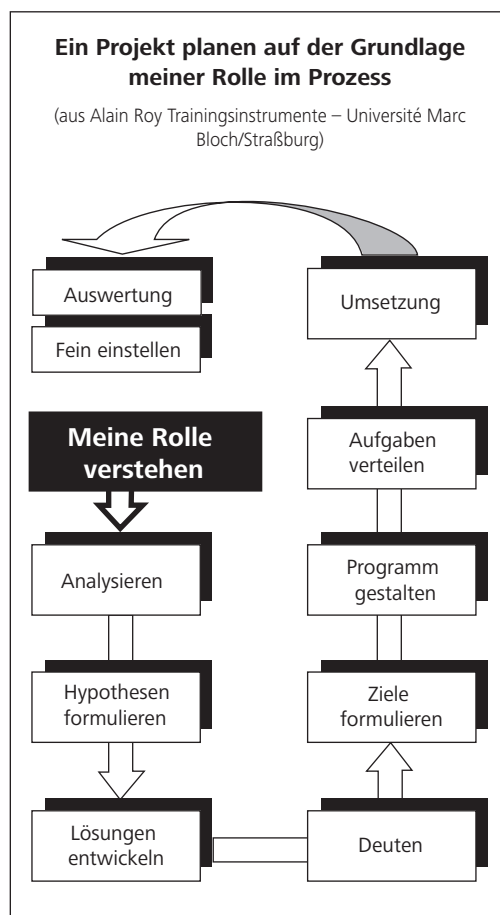 Ein Projekt planen auf der Grundlage
meiner Rolle im Prozess
(aus Alain Roy Trainingsinstrumente – Université Marc
Bloch/Straßburg)
Auswertung
Fein einstellen
Meine Rolle
verstehen
Analysieren
Hypothesen
formulieren
Lösungen
entwickeln
Deuten
Ziele
formulieren
Programm
gestalten
Aufgaben
verteilen
Umsetzung